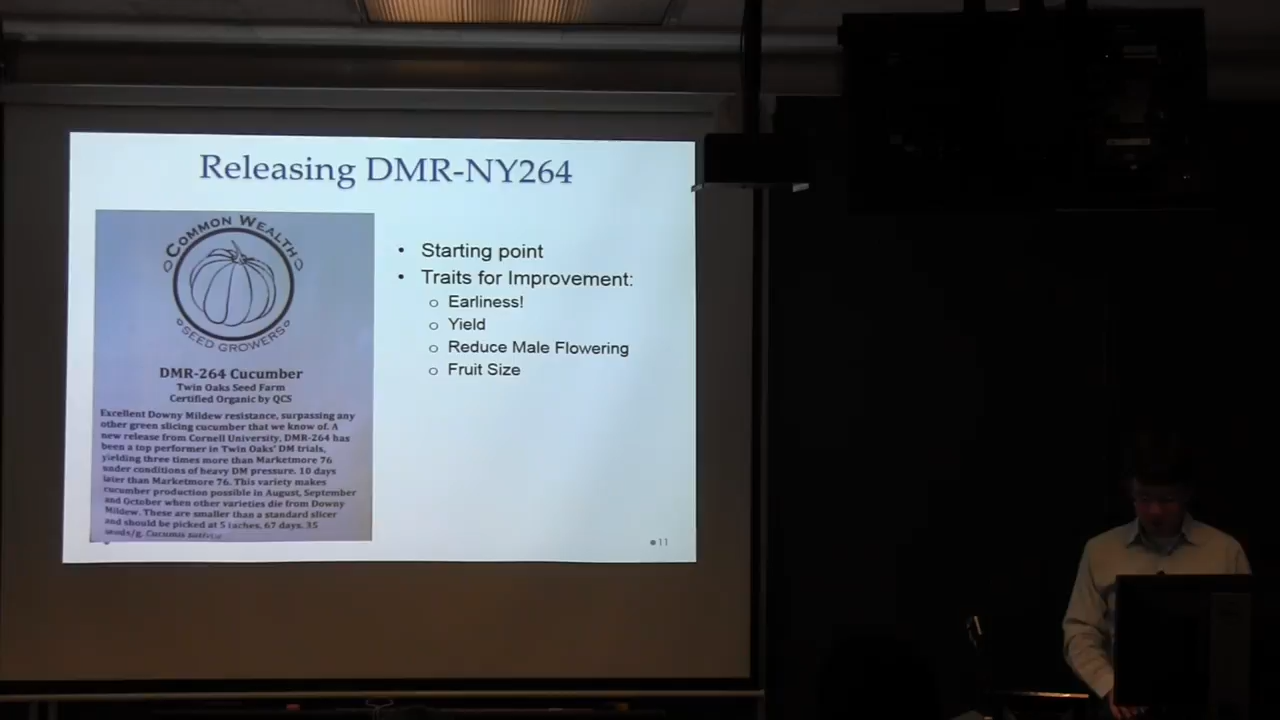 Releasing DMR-NY264
COMMON WEALTH
SEED GROWERS
DMR-264 Cucumber
Twin Oaks Seed Farm
Certified Organic by QCS
Excellent Downy Mildew resistance, surpassing any
other green slicing cucumber that we know of. A
new release from Cornell University, DMR-264 has
been a top performer in Twin Oaks' DM trials,
yielding three times more than Marketmore 76
under conditions of heavy DM pressure. 10 days
later than Marketmore 76. This variety makes
cucumber production possible in August, September
and October when other varieties die from Downy
Mildew. These are smaller than a standard slicer
and should be picked at 5 inches. 67 days. 35
seeds/g. Cucumis
• Starting point
• Traits for Improvement:
o Earliness!
o Yield
o Reduce Male Flowering
o Fruit Size
11